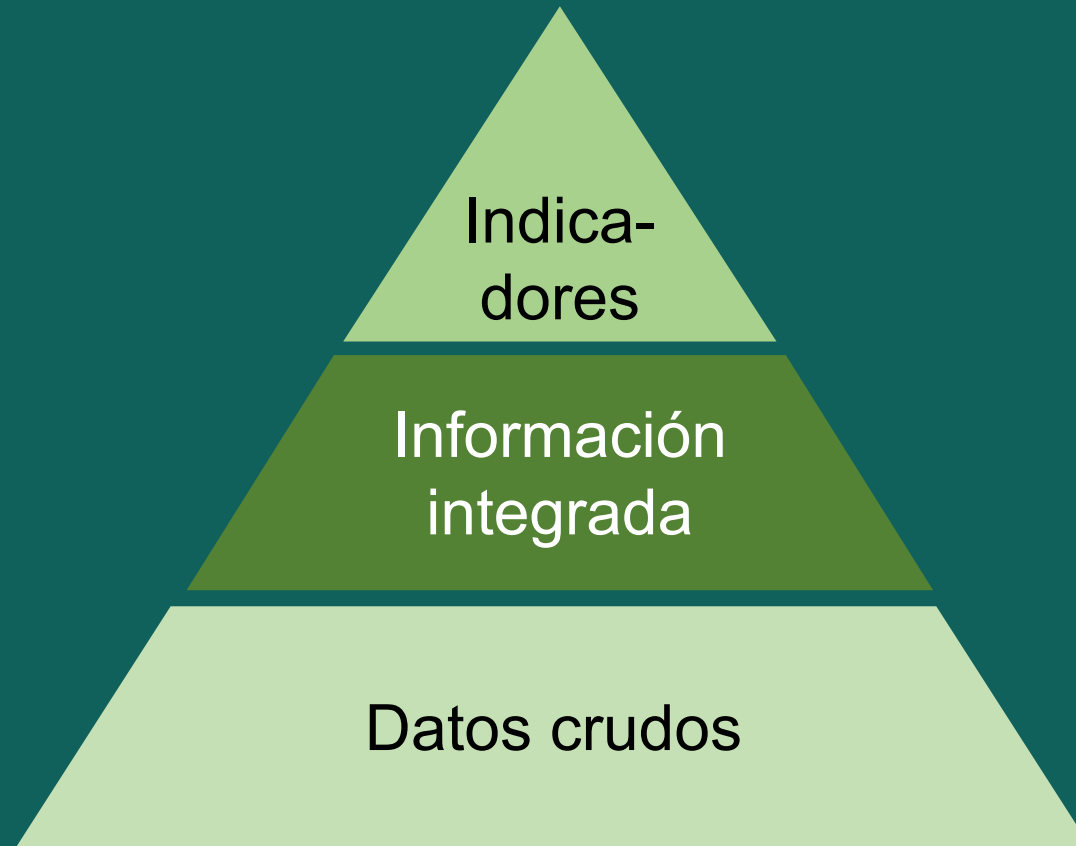 Indica-
dores
Información
integrada
Datos crudos